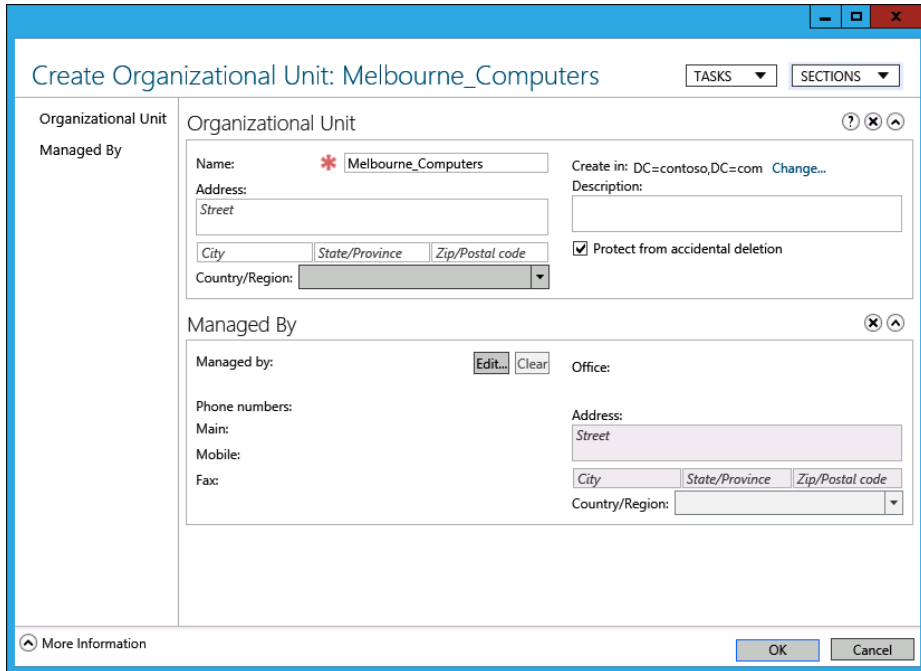 Create Organizational Unit: Melbourne_Computers
TASKS
SECTIONS
Organizational Unit
Managed By
Organizational Unit
Name:
Melbourne_Computers
Address:
Street
City
State/Province
Zip/Postal code
Country/Region:
Create in: DC=contoso,DC=com Change...
Description:
Protect from accidental deletion
Managed By
Managed by:
Edit...
Clear
Phone numbers:
Main:
Mobile:
Fax:
Office:
Address:
Street
City
State/Province
Zip/Postal code
Country/Region:
More Information
OK
Cancel